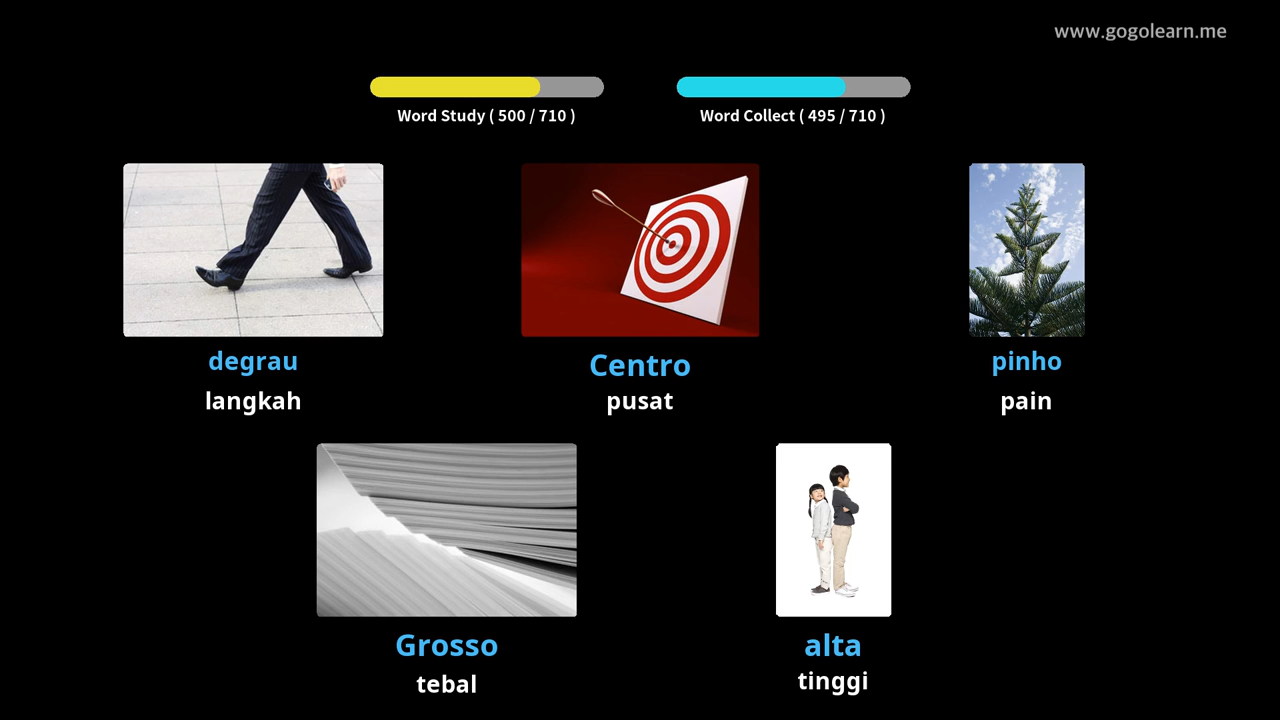 www.gogolearn.me
Word Study ( 500 / 710 )
Word Collect ( 495 / 710 )
degrau
langkah
Centro
pusat
pinho
pain
Grosso
tebal
alta
tinggi